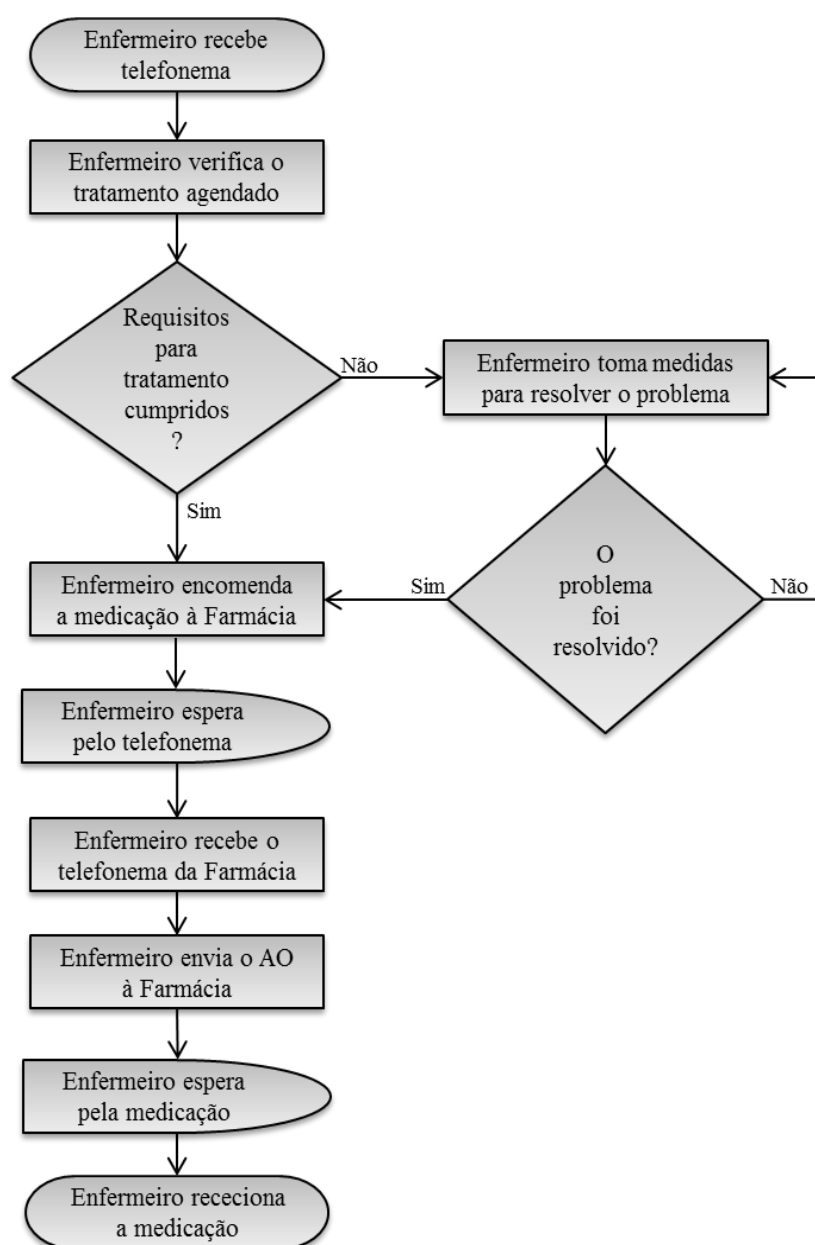 Enfermeiro recebe
telefonema
Enfermeiro verifica o
tratamento agendado
Requisitos
para
tratamento
cumpridos
?
Não
Enfermeiro toma medidas
para resolver o problema
Sim
O
problema
foi
resolvido?
Sim
Não
Enfermeiro encomenda
a medicação à Farmácia
Enfermeiro espera
pelo telefonema
Enfermeiro recebe o
telefonema da Farmácia
Enfermeiro envia o AO
à Farmácia
Enfermeiro espera
pela medicação
Enfermeiro receciona
a medicação